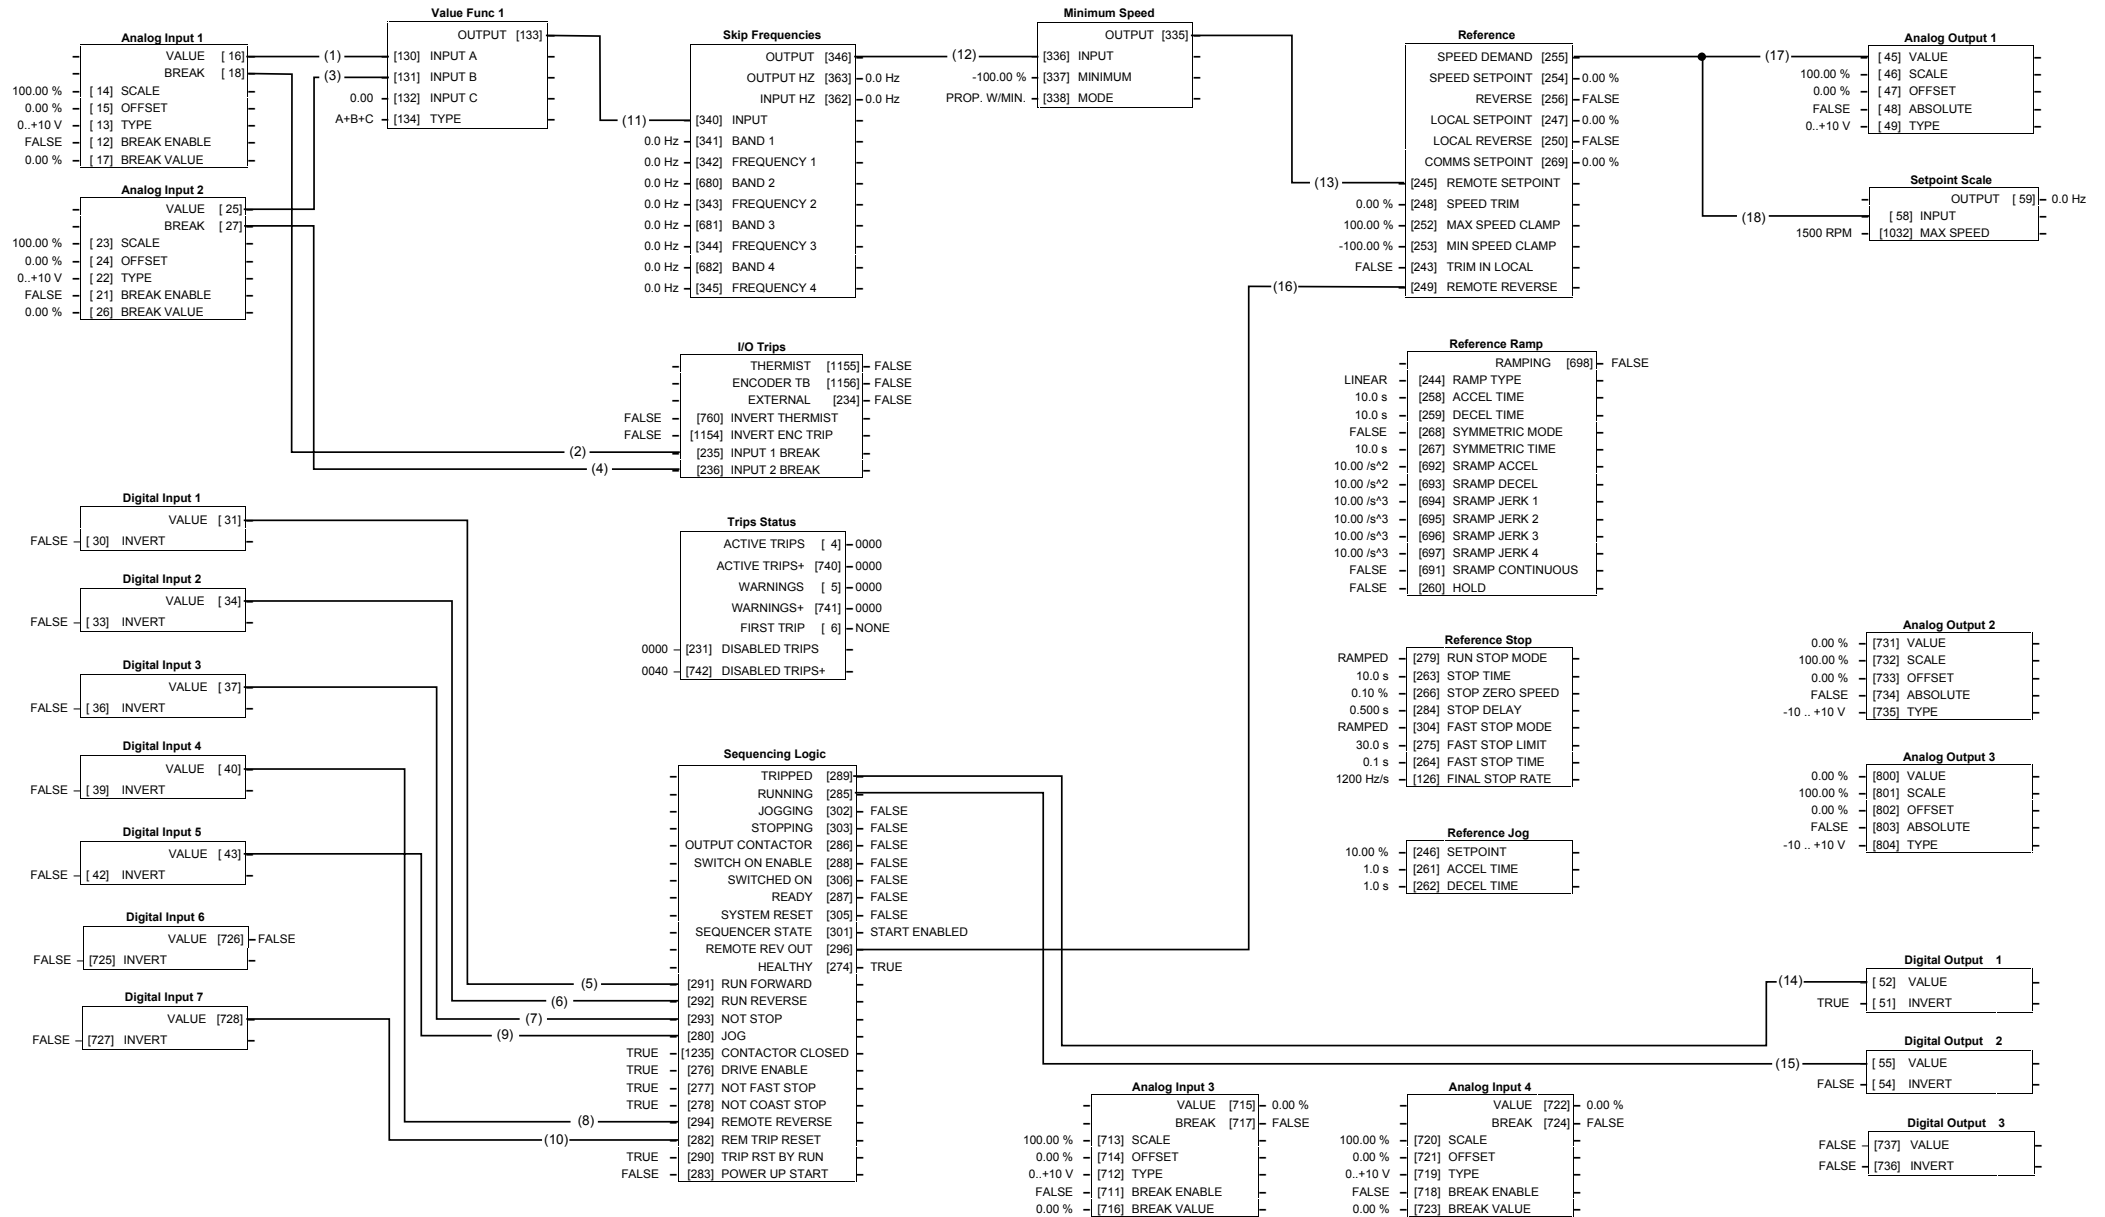 Analog Input 1
VALUE [ 16]
BREAK [ 18]
100.00 % [ 14] SCALE
0.00 % [ 15] OFFSET
0..+10 V [ 13] TYPE
FALSE [ 12] BREAK ENABLE
0.00 % [ 17] BREAK VALUE
Analog Input 2
VALUE [ 25]
BREAK [ 27]
100.00 % [ 23] SCALE
0.00 % [ 24] OFFSET
0..+10 V [ 22] TYPE
FALSE [ 21] BREAK ENABLE
0.00 % [ 26] BREAK VALUE
(1)
(3)
Value Func 1
OUTPUT [133]
[130] INPUT A
[131] INPUT B
0.00 [132] INPUT C
A+B+C [134] TYPE
(11)
Skip Frequencies
OUTPUT [346]
OUTPUT HZ [363] 0.0 Hz
INPUT HZ [362] 0.0 Hz
[340] INPUT
0.0 Hz [341] BAND 1
0.0 Hz [342] FREQUENCY 1
0.0 Hz [680] BAND 2
0.0 Hz [343] FREQUENCY 2
0.0 Hz [681] BAND 3
0.0 Hz [344] FREQUENCY 3
0.0 Hz [682] BAND 4
0.0 Hz [345] FREQUENCY 4
(12)
Minimum Speed
OUTPUT [335]
[336] INPUT
-100.00 % [337] MINIMUM
PROP. W/MIN. [338] MODE
(13)
(16)
Reference
SPEED DEMAND [255]
SPEED SETPOINT [254] 0.00 %
REVERSE [256] FALSE
LOCAL SETPOINT [247] 0.00 %
LOCAL REVERSE [250] FALSE
COMMS SETPOINT [269] 0.00 %
[245] REMOTE SETPOINT
0.00 % [248] SPEED TRIM
100.00 % [252] MAX SPEED CLAMP
-100.00 % [253] MIN SPEED CLAMP
FALSE [243] TRIM IN LOCAL
[249] REMOTE REVERSE
(17)
(18)
Analog Output 1
[ 45] VALUE
100.00 % [ 46] SCALE
0.00 % [ 47] OFFSET
FALSE [ 48] ABSOLUTE
0..+10 V [ 49] TYPE
Setpoint Scale
OUTPUT [ 59] 0.0 Hz
[ 58] INPUT
1500 RPM [1032] MAX SPEED
I/O Trips
THERMIST [1155] FALSE
ENCODER TB [1156] FALSE
EXTERNAL [234] FALSE
FALSE [760] INVERT THERMIST
FALSE [1154] INVERT ENC TRIP
(2) [235] INPUT 1 BREAK
(4) [236] INPUT 2 BREAK
Reference Ramp
RAMPING [698] FALSE
LINEAR [244] RAMP TYPE
10.0 s [258] ACCEL TIME
10.0 s [259] DECEL TIME
FALSE [268] SYMMETRIC MODE
10.0 s [267] SYMMETRIC TIME
10.00 /s^2 [692] SRAMP ACCEL
10.00 /s^2 [693] SRAMP DECEL
10.00 /s^3 [694] SRAMP JERK 1
10.00 /s^3 [695] SRAMP JERK 2
10.00 /s^3 [696] SRAMP JERK 3
10.00 /s^3 [697] SRAMP JERK 4
FALSE [691] SRAMP CONTINUOUS
FALSE [260] HOLD
Digital Input 1
VALUE [ 31]
FALSE [ 30] INVERT
Digital Input 2
VALUE [ 34]
FALSE [ 33] INVERT
Digital Input 3
VALUE [ 37]
FALSE [ 36] INVERT
Digital Input 4
VALUE [ 40]
FALSE [ 39] INVERT
Digital Input 5
VALUE [ 43]
FALSE [ 42] INVERT
Digital Input 6
VALUE [726] FALSE
FALSE [725] INVERT
Digital Input 7
VALUE [728]
FALSE [727] INVERT
Trips Status
ACTIVE TRIPS [ 4] 0000
ACTIVE TRIPS+ [740] 0000
WARNINGS [ 5] 0000
WARNINGS+ [741] 0000
FIRST TRIP [ 6] NONE
0000 [231] DISABLED TRIPS
0040 [742] DISABLED TRIPS+
Sequencing Logic
TRIPPED [289]
RUNNING [285]
JOGGING [302] FALSE
STOPPING [303] FALSE
OUTPUT CONTACTOR [286] FALSE
SWITCH ON ENABLE [288] FALSE
SWITCHED ON [306] FALSE
READY [287] FALSE
SYSTEM RESET [305] FALSE
SEQUENCER STATE [301] START ENABLED
REMOTE REV OUT [296]
HEALTHY [274] TRUE
(5) [291] RUN FORWARD
(6) [292] RUN REVERSE
(7) [293] NOT STOP
(9) [280] JOG
TRUE [1235] CONTACTOR CLOSED
TRUE [276] DRIVE ENABLE
TRUE [277] NOT FAST STOP
TRUE [278] NOT COAST STOP
(8) [294] REMOTE REVERSE
(10) [282] REM TRIP RESET
TRUE [290] TRIP RST BY RUN
FALSE [283] POWER UP START
Reference Stop
RAMPED [279] RUN STOP MODE
10.0 s [263] STOP TIME
0.10 % [266] STOP ZERO SPEED
0.500 s [284] STOP DELAY
RAMPED [304] FAST STOP MODE
30.0 s [275] FAST STOP LIMIT
0.1 s [264] FAST STOP TIME
1200 Hz/s [126] FINAL STOP RATE
Reference Jog
10.00 % [246] SETPOINT
1.0 s [261] ACCEL TIME
1.0 s [262] DECEL TIME
Analog Output 2
0.00 % [731] VALUE
100.00 % [732] SCALE
0.00 % [733] OFFSET
FALSE [734] ABSOLUTE
-10 .. +10 V [735] TYPE
Analog Output 3
0.00 % [800] VALUE
100.00 % [801] SCALE
0.00 % [802] OFFSET
FALSE [803] ABSOLUTE
-10 .. +10 V [804] TYPE
Digital Output 1
(14) [ 52] VALUE
TRUE [ 51] INVERT
Digital Output 2
(15) [ 55] VALUE
FALSE [ 54] INVERT
Digital Output 3
FALSE [737] VALUE
FALSE [736] INVERT
Analog Input 3
VALUE [715] 0.00 %
BREAK [717] FALSE
100.00 % [713] SCALE
0.00 % [714] OFFSET
0..+10 V [712] TYPE
FALSE [711] BREAK ENABLE
0.00 % [716] BREAK VALUE
Analog Input 4
VALUE [722] 0.00 %
BREAK [724] FALSE
100.00 % [720] SCALE
0.00 % [721] OFFSET
0..+10 V [719] TYPE
FALSE [718] BREAK ENABLE
0.00 % [723] BREAK VALUE